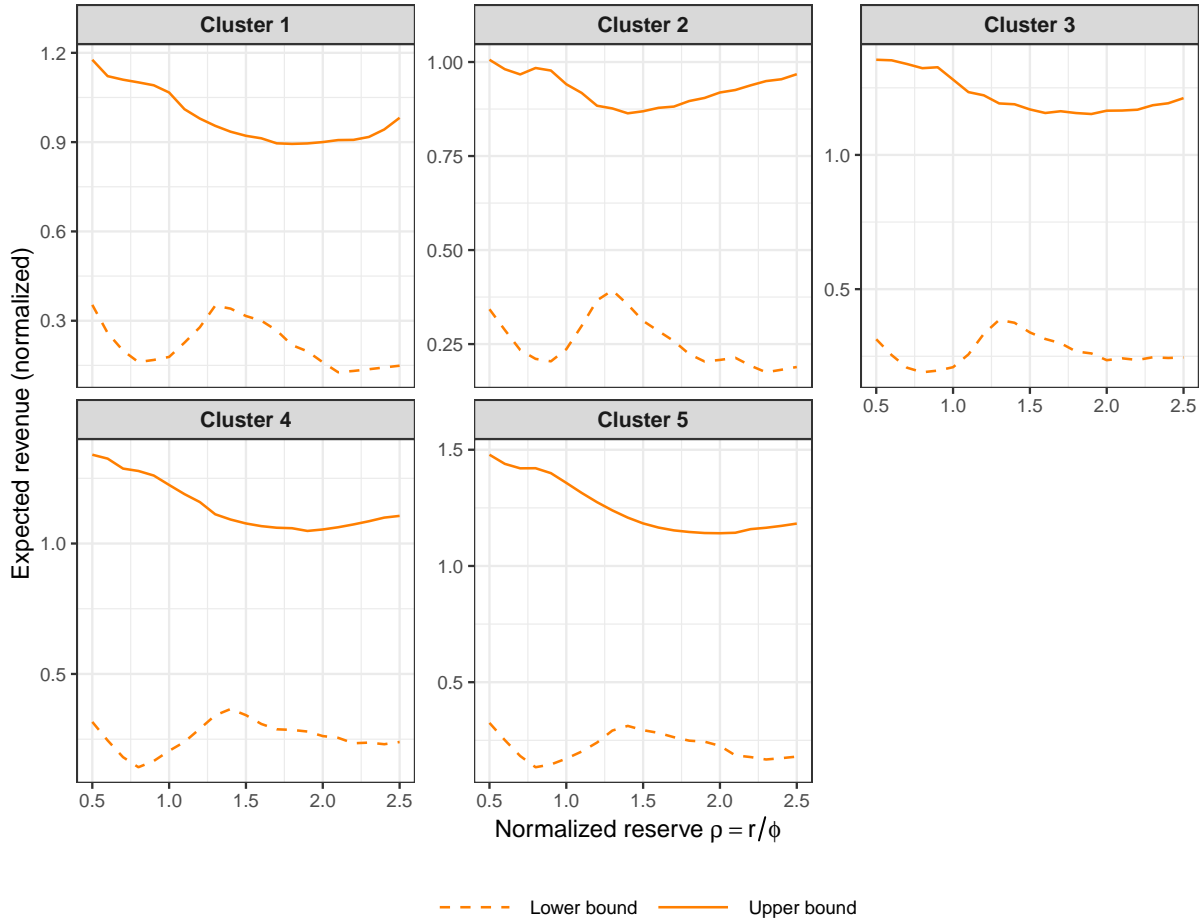 Cluster 1
Cluster 2
Cluster 3
1.2
0.9
0.6
0.3
1.00
0.75
0.50
0.25
1.0
0.5
0.5 1.0 1.5 2.0 2.5
Cluster 4
Cluster 5
1.0
0.5
1.5
1.0
0.5
0.5 1.0 1.5 2.0 2.5
0.5 1.0 1.5 2.0 2.5
Expected revenue (normalized)
Normalized reserve ρ = r/ϕ
Lower bound
Upper bound